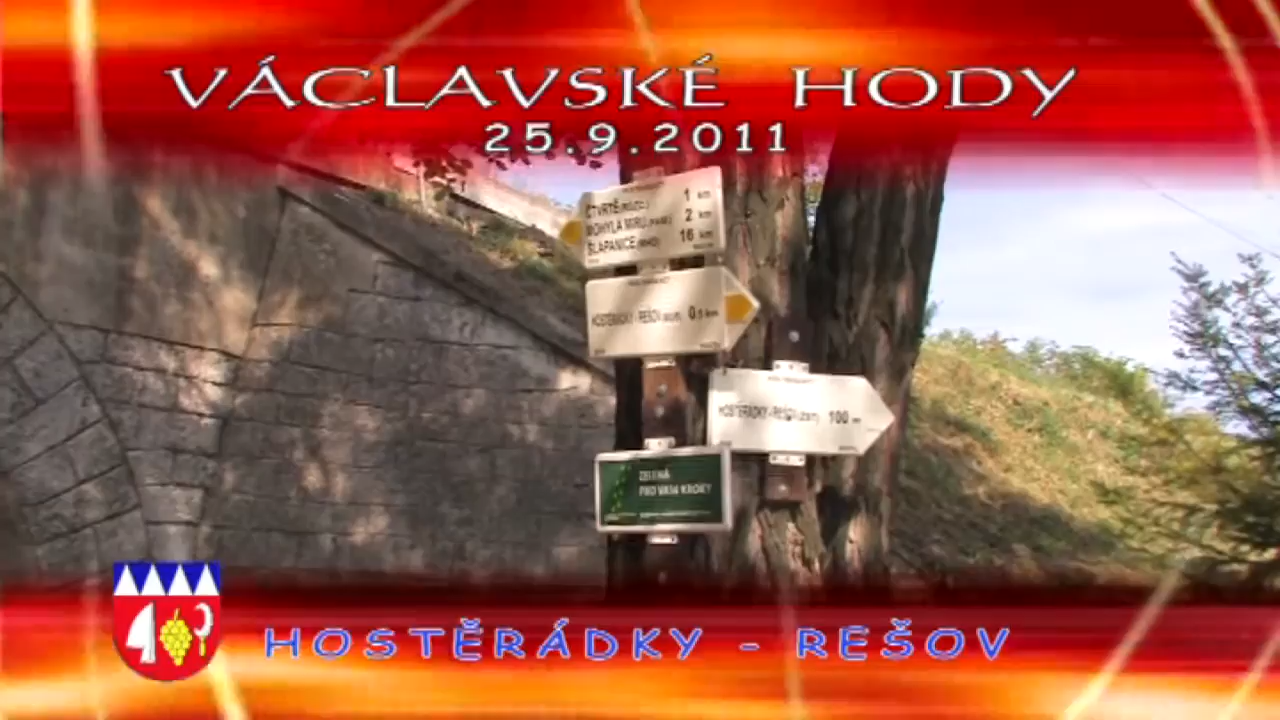 VÁCLAVSKÉ HODY
25.9.2011
ČTVRTĚ (ROZC.) 1 km
MOHYLA MÍRU 2 km
ŠLAPANICE 16 km
HOSTĚRÁDKY - REŠOV 0.5 km
HOSTĚRÁDKY - REŠOV 100 m
ZELENÁ
PRO VAŠE KROKY
HOSTĚRÁDKY - REŠOV